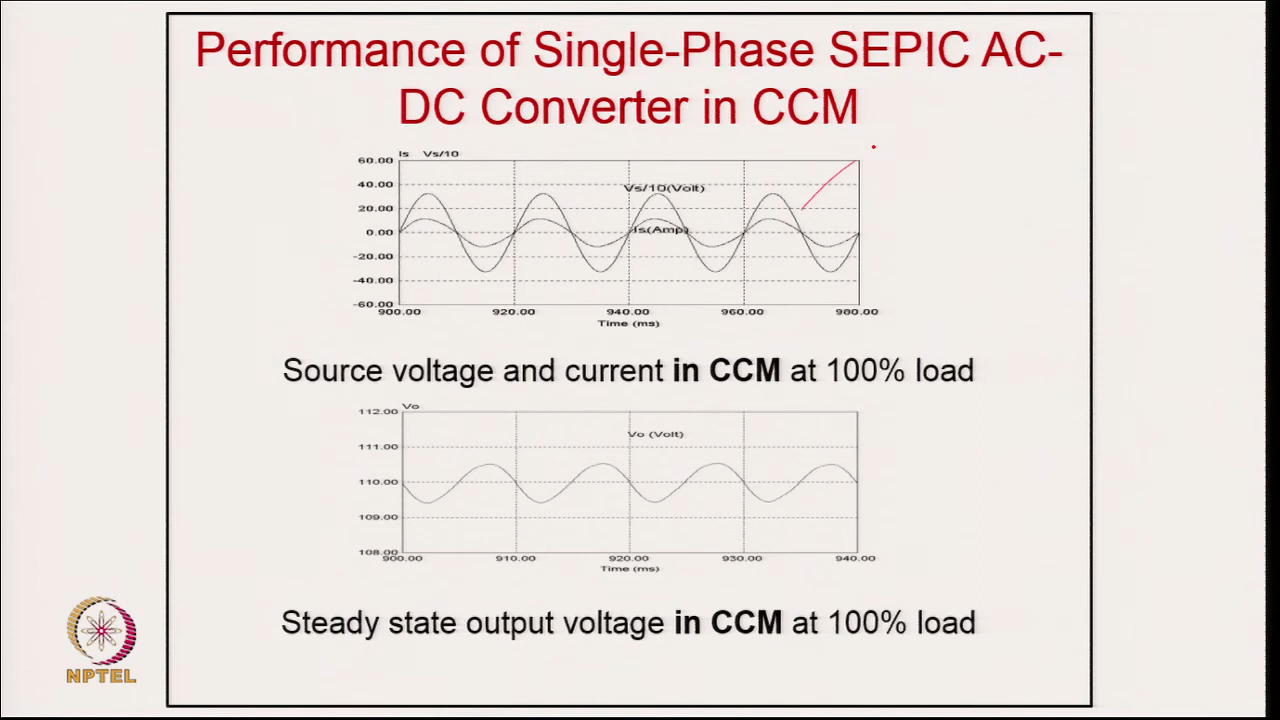 Performance of Single-Phase SEPIC AC-
DC Converter in CCM
Is Vs/10
60.00
40.00
Vs/10(Volt)
20.00
0.00
Is(Amp)
-20.00
-40.00
-60.00
900.00 920.00 940.00 960.00 980.00
Time (ms)
Source voltage and current in CCM at 100% load
Vo
112.00
Vo (Volt)
111.00
110.00
109.00
108.00
900.00 910.00 920.00 930.00 940.00
Time (ms)
Steady state output voltage in CCM at 100% load
NPTEL